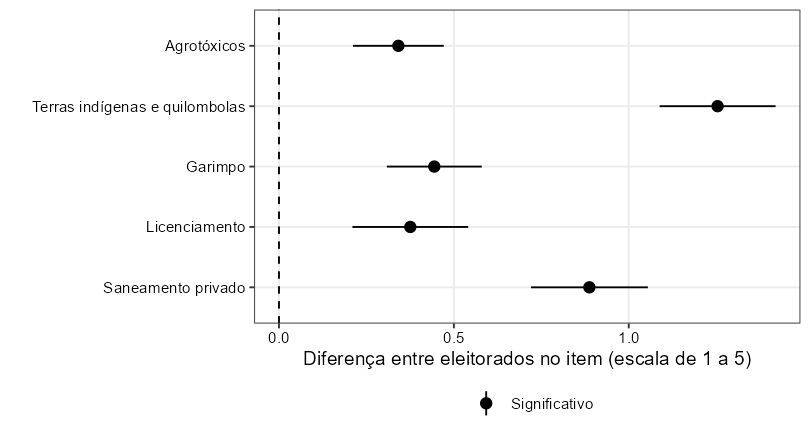 Agrotóxicos
Terras indígenas e quilombolas
Garimpo
Licenciamento
Saneamento privado
0.0 0.5 1.0
Diferença entre eleitorados no item (escala de 1 a 5)
Significativo